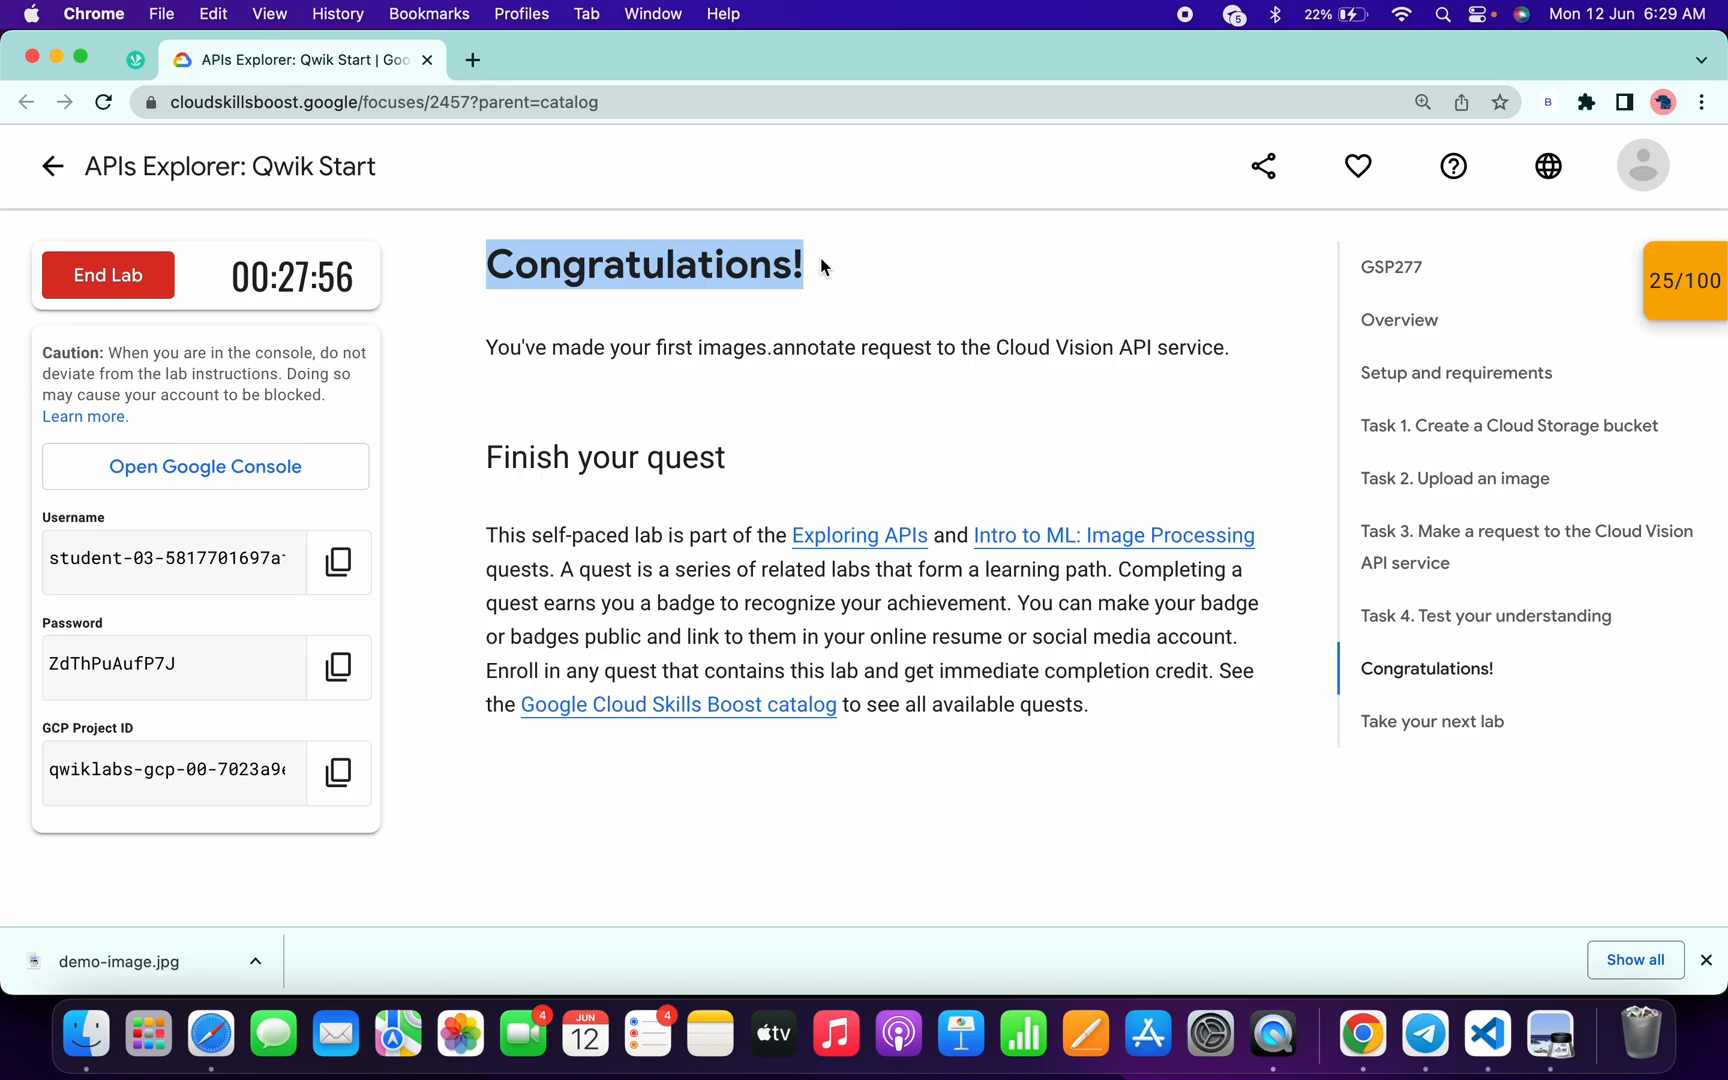 Chrome File Edit View History Bookmarks Profiles Tab Window Help 5 22% Mon 12 Jun 6:29 AM
APIs Explorer: Qwik Start | Goo
cloudskillsboost.google/focuses/2457?parent=catalog B
APIs Explorer: Qwik Start
End Lab 00:27:56
Caution: When you are in the console, do not
deviate from the lab instructions. Doing so
may cause your account to be blocked.
Learn more.
Open Google Console
Username
student-03-5817701697a
Password
ZdThPuAufP7J
GCP Project ID
qwiklabs-gcp-00-7023a9
Congratulations!
You've made your first images.annotate request to the Cloud Vision API service.
Finish your quest
This self-paced lab is part of the Exploring APIs and Intro to ML: Image Processing
quests. A quest is a series of related labs that form a learning path. Completing a
quest earns you a badge to recognize your achievement. You can make your badge
or badges public and link to them in your online resume or social media account.
Enroll in any quest that contains this lab and get immediate completion credit. See
the Google Cloud Skills Boost catalog to see all available quests.
GSP277
Overview
Setup and requirements
Task 1. Create a Cloud Storage bucket
Task 2. Upload an image
Task 3. Make a request to the Cloud Vision
API service
Task 4. Test your understanding
Congratulations!
Take your next lab
25/100
demo-image.jpg
Show all
4
JUN
12
4
tv